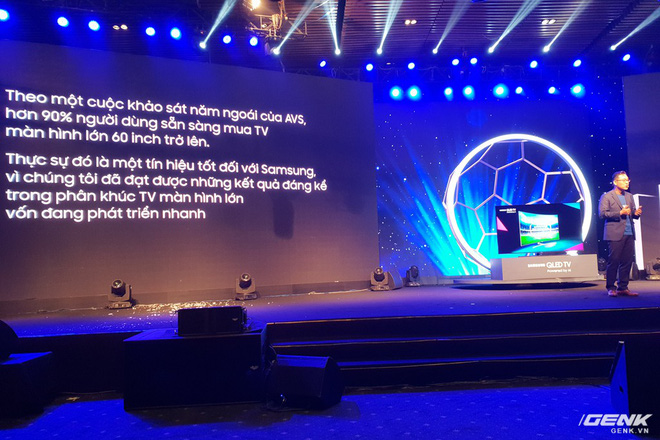 Theo một cuộc khảo sát năm ngoái của AVS,
hơn 90% người dùng sẵn sàng mua TV
màn hình lớn 60 inch trở lên.
Thực sự đó là một tín hiệu tốt đối với Samsung,
vì chúng tôi đã đạt được những kết quả đáng kể
trong phân khúc TV màn hình lớn
vốn đang phát triển nhanh
SAMSUNG QLED TV
Powered by
GENK
GENK.VN